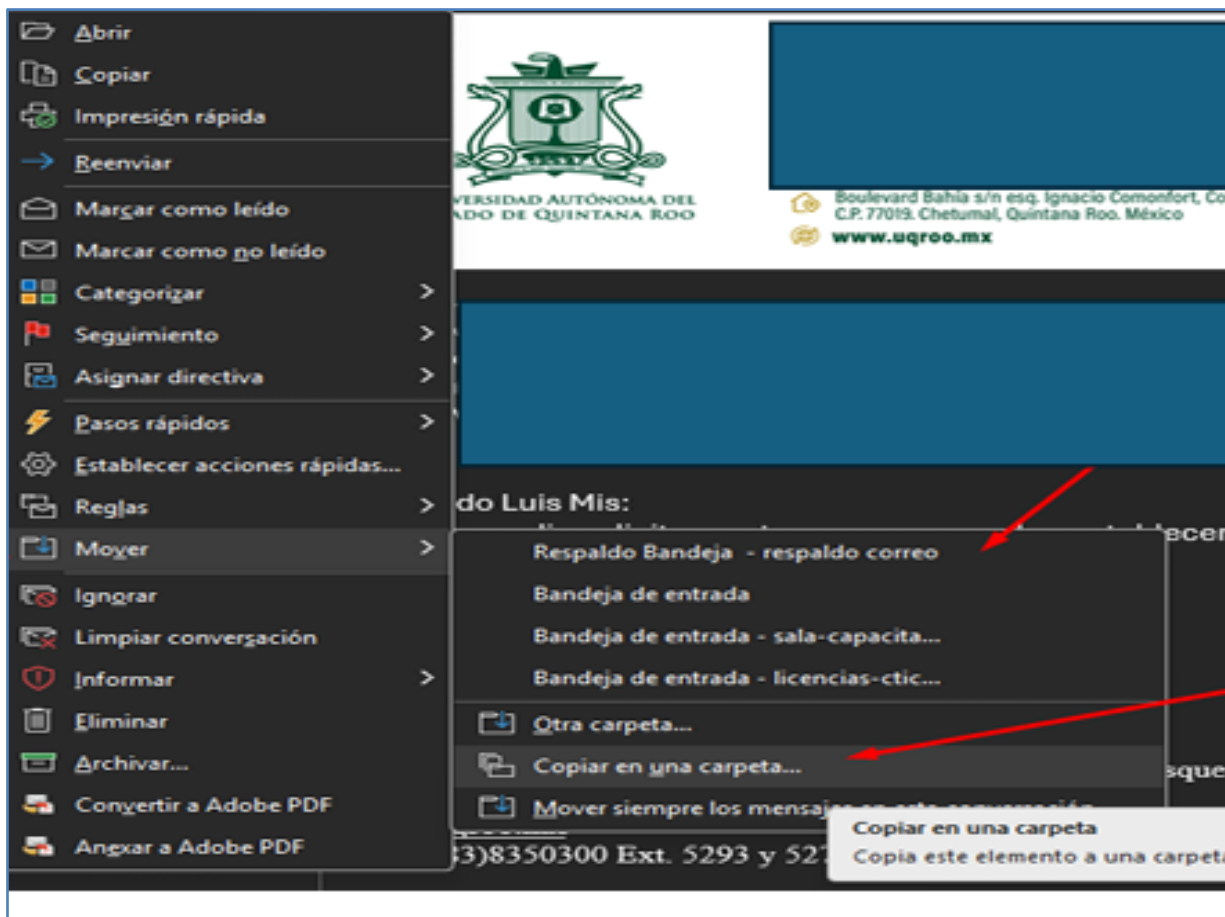 Abrir
Copiar
Impresión rápida
Reenviar
Marcar como leído
Marcar como no leído
Categorizar
Seguimiento
Asignar directiva
Pasos rápidos
Establecer acciones rápidas...
Reglas
Mover
Ignorar
Limpiar conversación
Informar
Eliminar
Archivar...
Convertir a Adobe PDF
Anexar a Adobe PDF
VERSIDAD AUTÓNOMA DEL
ADO DE QUINTANA ROO
Boulevard Bahía s/n esq. Ignacio Comonfort, Co
C.P. 77019. Chetumal, Quintana Roo. México
www.uqroo.mx
do Luis Mis:
ecer
Respaldo Bandeja - respaldo correo
Bandeja de entrada
Bandeja de entrada - sala-capacita...
Bandeja de entrada - licencias-ctic...
Otra carpeta...
Copiar en una carpeta...
sque
Mover siempre los mensajes en esta conversación
Copiar en una carpeta
Copia este elemento a una carpeta
3)8350300 Ext. 5293 y 52